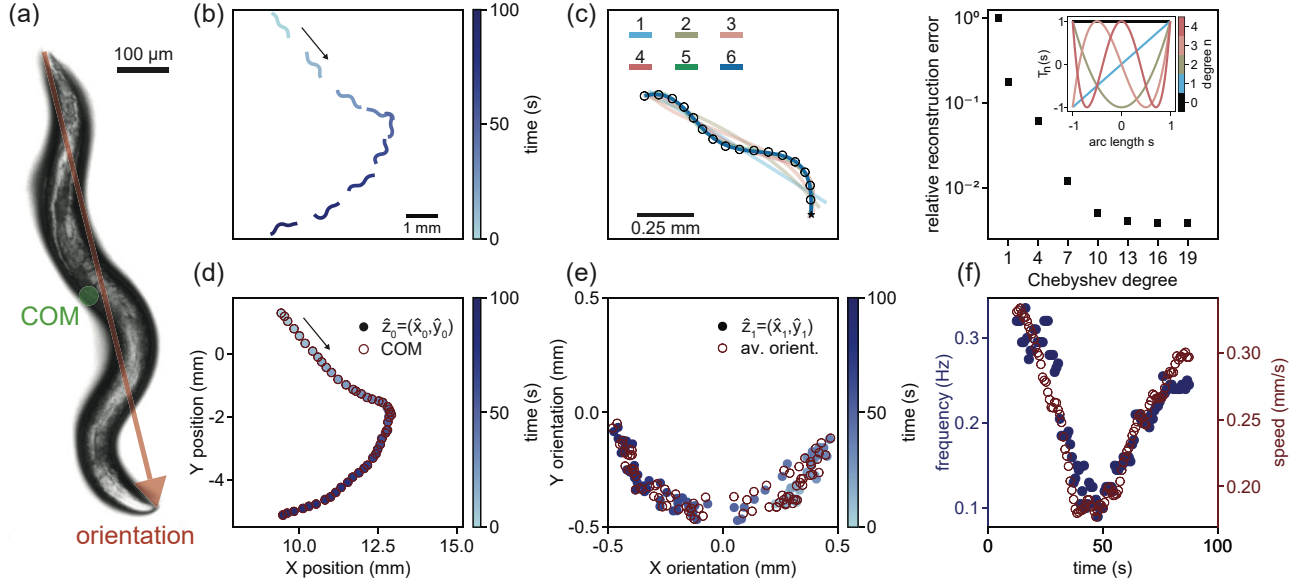 (a)
100 µm
COM
orientation
(b)
1 mm
100
50
0
time (s)
(c)
1 2 3
4 5 6
0.25 mm
10⁰
10⁻¹
10⁻²
relative reconstruction error
1 4 7 10 13 16 19
Chebyshev degree
1
0
-1
Tₙ(s)
-1 0 1
arc length s
4
3
2
1
0
degree n
(d)
ẑ₀=(x̂₀,ŷ₀)
COM
0
-2
-4
Y position (mm)
10.0 12.5 15.0
X position (mm)
100
50
0
time (s)
(e)
ẑ₁=(x̂₁,ŷ₁)
av. orient.
0.5
0.0
-0.5
Y orientation (mm)
-0.5 0.0 0.5
X orientation (mm)
100
50
0
time (s)
(f)
0.3
0.2
0.1
frequency (Hz)
0.30
0.25
0.20
speed (mm/s)
0 50 100
time (s)